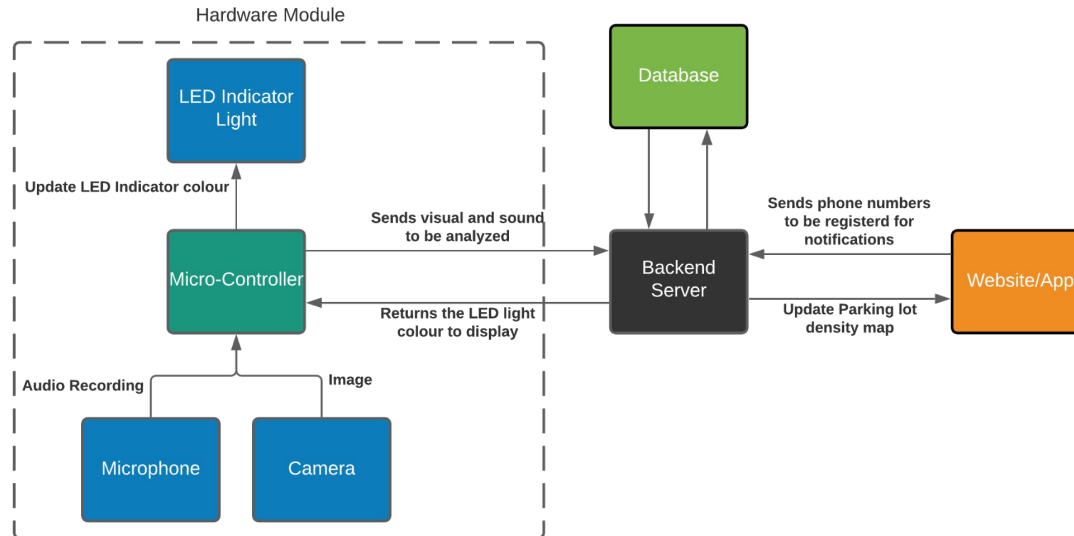 Hardware Module
LED Indicator
Light
Database
Update LED Indicator colour
Sends visual and sound
to be analyzed
Sends phone numbers
to be registerd for
notifications
Micro-Controller
Backend
Server
Website/App
Returns the LED light
colour to display
Update Parking lot
density map
Audio Recording
Image
Microphone
Camera